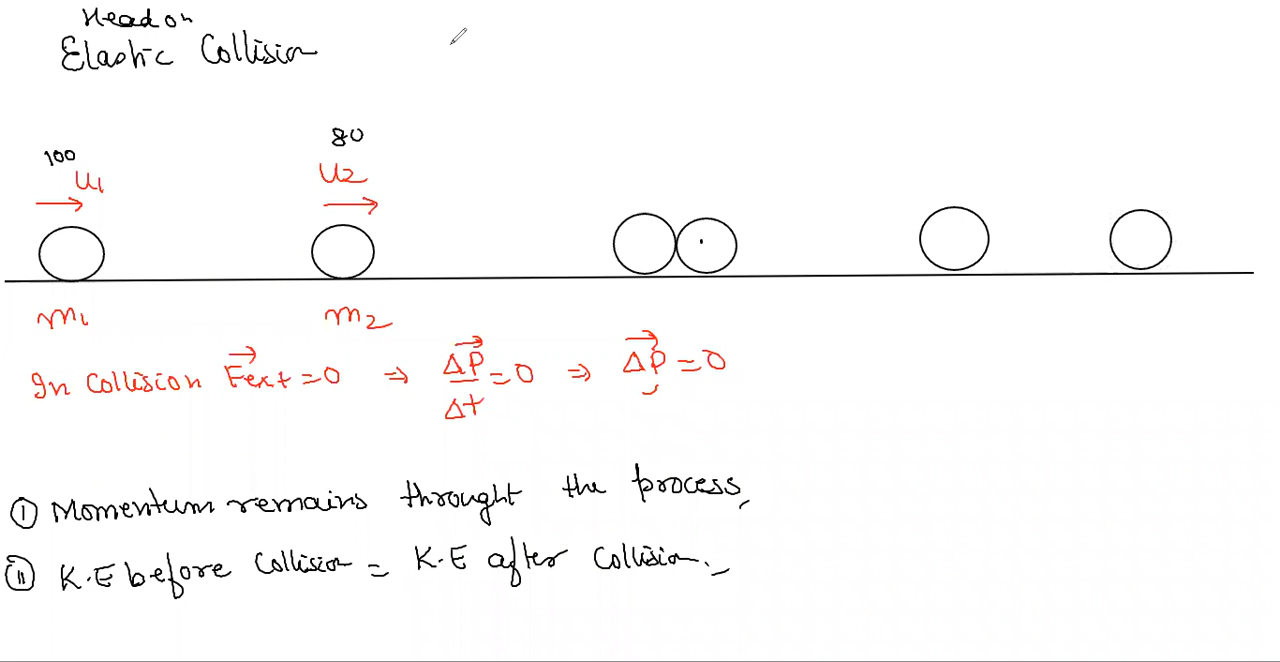 Head on
Elastic Collision
100
80
U1
U2
m1
m2
In Collision F⃗ext = 0 ⇒ ΔP⃗/Δt = 0 ⇒ ΔP⃗ = 0
① Momentum remains throught the process,
② K.E before Collision = K.E after Collision.